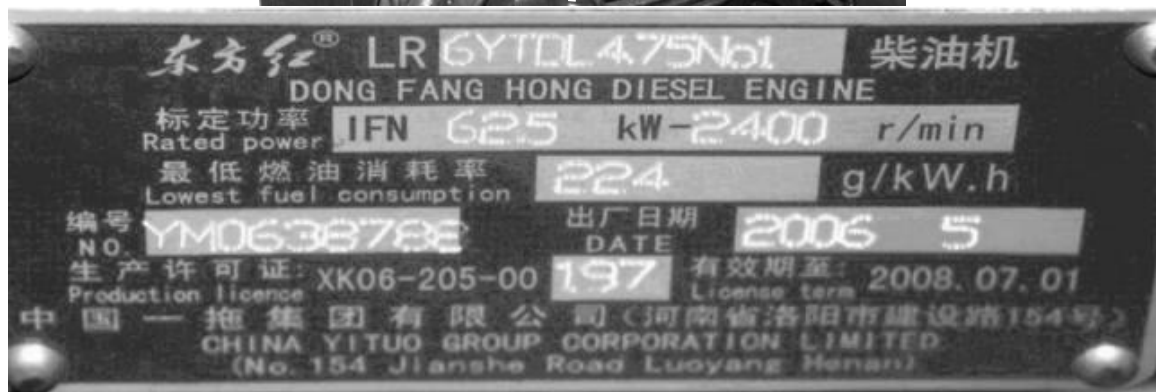 东方红® LR 6YTDL4.75No1 柴油机
DONG FANG HONG DIESEL ENGINE
标定功率 IFN 62.5 kW-2400 r/min
Rated power
最低燃油消耗率 224 g/kW.h
Lowest fuel consumption
编号 出厂日期 2006 5
NO. DATE
生产许可证: XK06-205-00 197 有效期至: 2008.07.01
Production licence License term
中国一拖集团有限公司(河南省洛阳市建设路154号)
CHINA YITUO GROUP CORPORATION LIMITED
(No. 154 Jianshe Road Luoyang Henan)